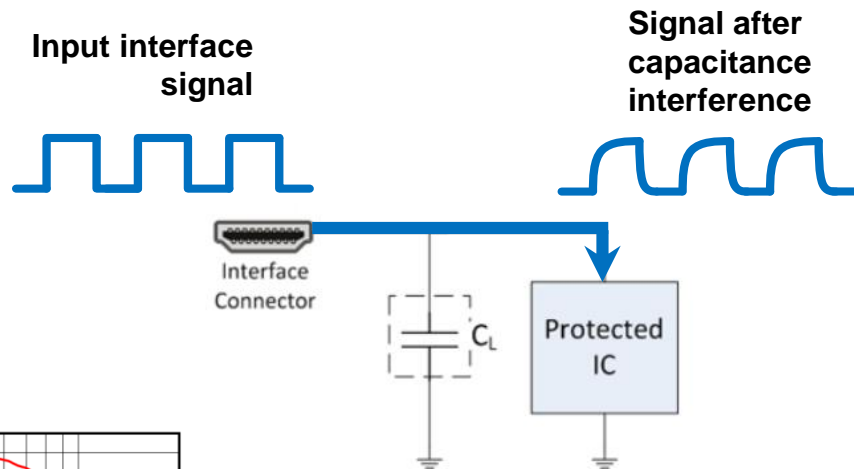 Input interface
signal
Signal after
capacitance
interference
Interface
Connector
CL
Protected
IC